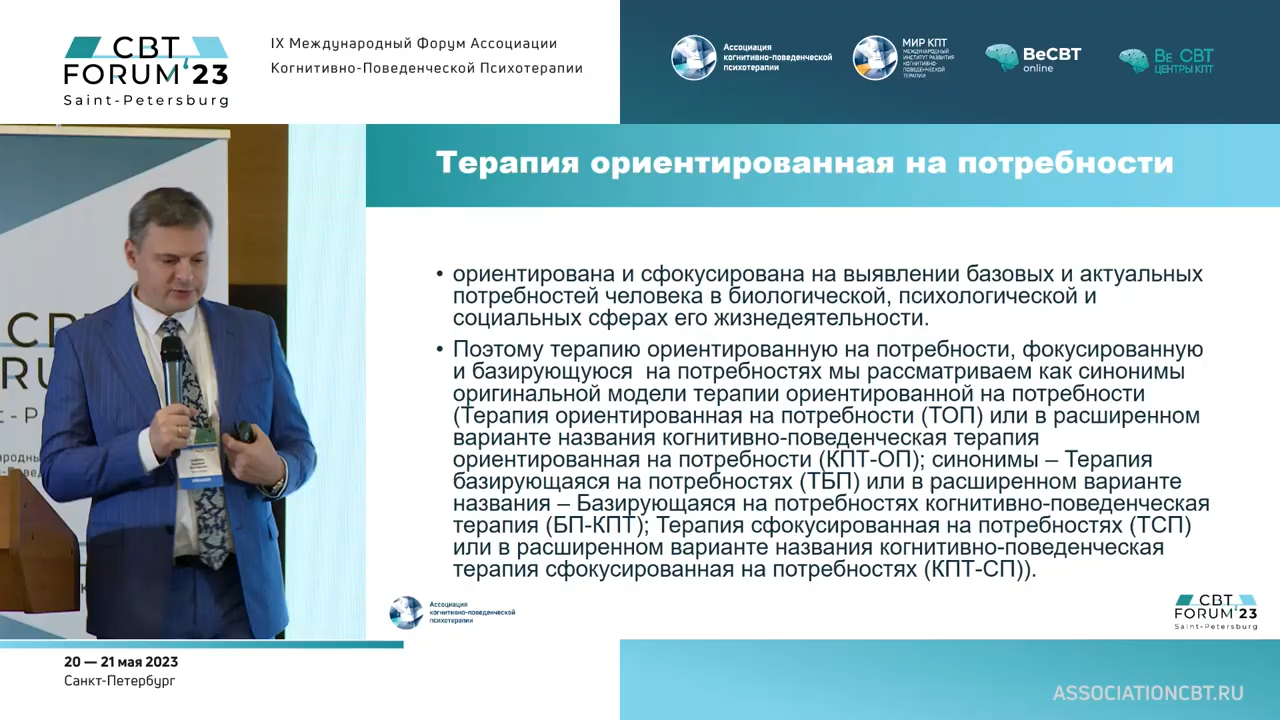 CBT
FORUM'23
Saint-Petersburg
IX Международный Форум Ассоциации
Когнитивно-Поведенческой Психотерапии
Ассоциация
когнитивно-поведенческой
психотерапии
МИР КПТ
МЕЖДУНАРОДНЫЙ
ИНСТИТУТ РАЗВИТИЯ
КОГНИТИВНО-
ПОВЕДЕНЧЕСКОЙ
ТЕРАПИИ
BeCBT
online
Be CBT
ЦЕНТРЫ КПТ
Терапия ориентированная на потребности
• ориентирована и сфокусирована на выявлении базовых и актуальных
потребностей человека в биологической, психологической и
социальных сферах его жизнедеятельности.
• Поэтому терапию ориентированную на потребности, фокусированную
и базирующуюся на потребностях мы рассматриваем как синонимы
оригинальной модели терапии ориентированной на потребности
(Терапия ориентированная на потребности (ТОП) или в расширенном
варианте названия когнитивно-поведенческая терапия
ориентированная на потребности (КПТ-ОП); синонимы – Терапия
базирующаяся на потребностях (ТБП) или в расширенном варианте
названия – Базирующаяся на потребностях когнитивно-поведенческая
терапия (БП-КПТ); Терапия сфокусированная на потребностях (ТСП)
или в расширенном варианте названия когнитивно-поведенческая
терапия сфокусированная на потребностях (КПТ-СП)).
Ассоциация
когнитивно-поведенческой
психотерапии
CBT
FORUM'23
Saint-Petersburg
20 — 21 мая 2023
Санкт-Петербург
ASSOCIATIONCBT.RU